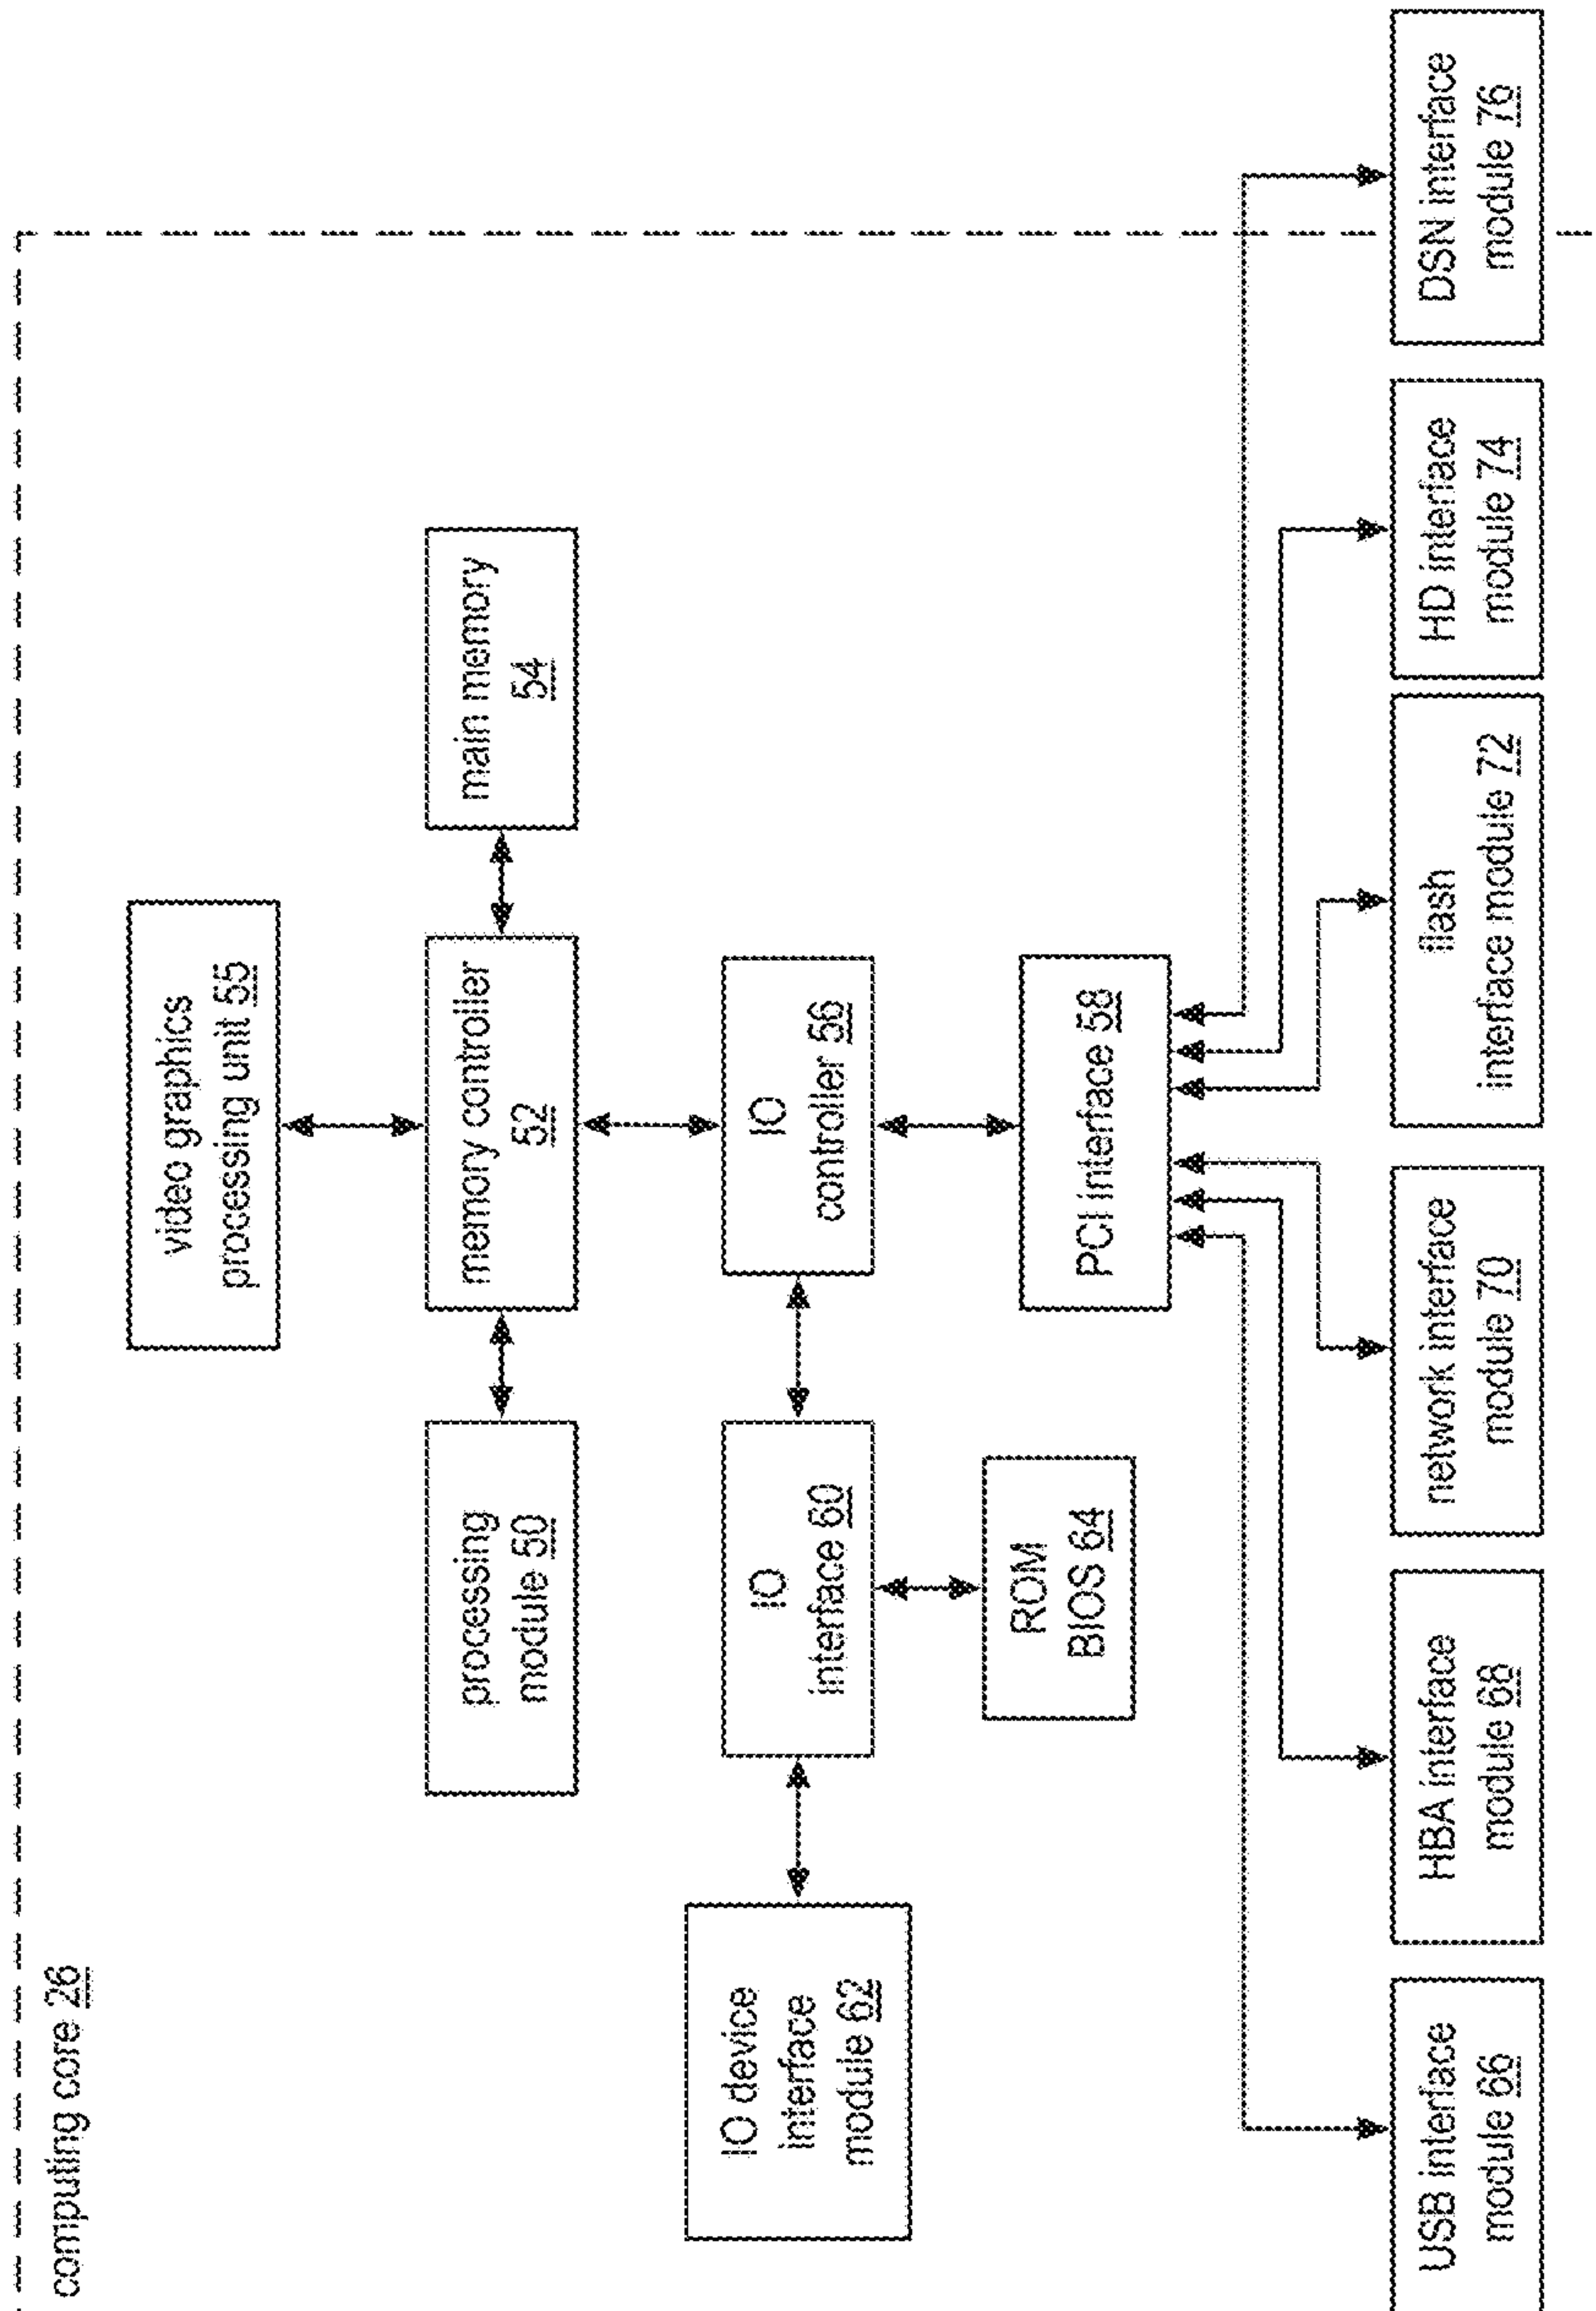 computing core 26
video graphics
processing unit 55
processing
module 50
memory controller
52
main memory
54
IO device
interface
module 62
IO
interface 60
IO
controller 56
ROM
BIOS 64
PCI interface 58
USB interface
module 66
HBA interface
module 68
network interface
module 70
flash
interface module 72
HD interface
module 74
DSN interface
module 76